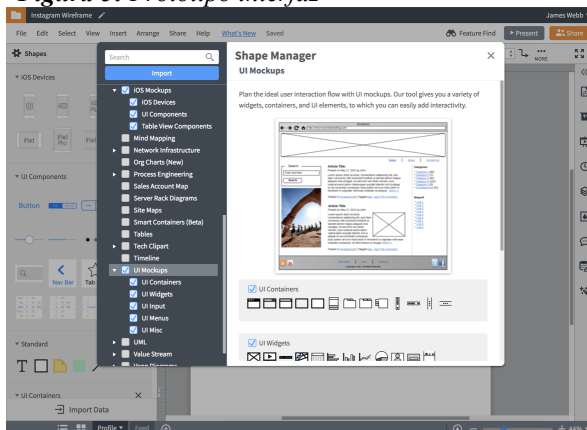 Figura 3. Prototipo interfaz
Instagram Wireframe
James Webb
File Edit Select View Insert Arrange Share Help What's New Saved
Feature Find
Present
Share
Shapes
MORE
Search
Import
iOS Mockups
iOS Devices
UI Components
Table View Components
Mind Mapping
Network Infrastructure
Org Charts (New)
Process Engineering
Sales Account Map
Server Rack Diagrams
Site Maps
Smart Containers (Beta)
Tables
Tech Clipart
Timeline
UI Mockups
UI Containers
UI Widgets
UI Input
UI Menus
UI Misc
UML
Value Stream
Shape Manager
UI Mockups
Plan the ideal user interaction flow with UI mockups. Our tool gives you a variety of
widgets, containers, and UI elements, to which you can easily add interactivity.
Search
Article Title
Article Title
UI Containers
UI Widgets
iOS Devices
iPad
iPad Pro
UI Components
Button
Nav Bar
Tab
Standard
T
UI Containers
Import Data
Profile
Feed
44%